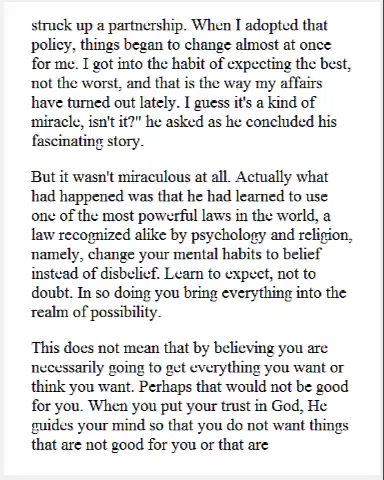 struck up a partnership. When I adopted that
policy, things began to change almost at once
for me. I got into the habit of expecting the best,
not the worst, and that is the way my affairs
have turned out lately. I guess it's a kind of
miracle, isn't it?" he asked as he concluded his
fascinating story.
But it wasn't miraculous at all. Actually what
had happened was that he had learned to use
one of the most powerful laws in the world, a
law recognized alike by psychology and religion,
namely, change your mental habits to belief
instead of disbelief. Learn to expect, not to
doubt. In so doing you bring everything into the
realm of possibility.
This does not mean that by believing you are
necessarily going to get everything you want or
think you want. Perhaps that would not be good
for you. When you put your trust in God, He
guides your mind so that you do not want things
that are not good for you or that are